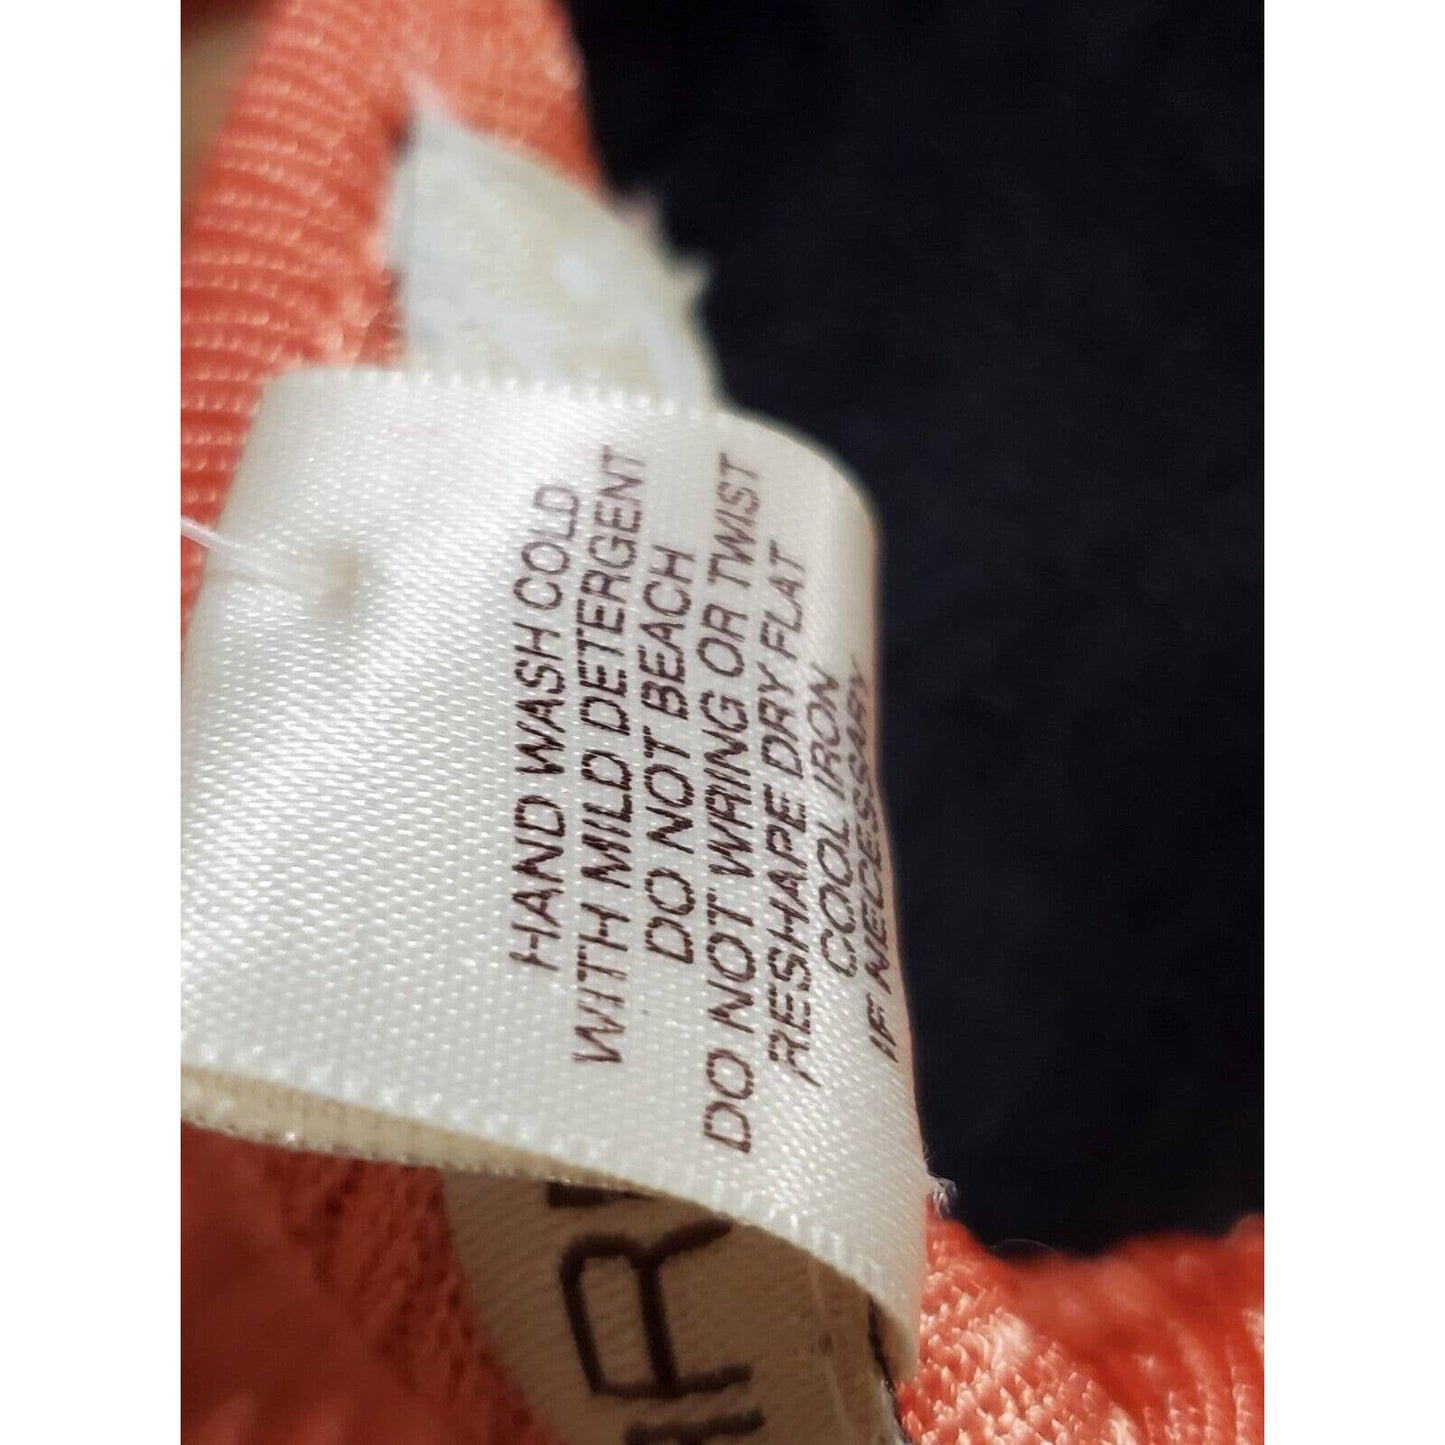 HAND WASH COLD
WITH MILD DETERGENT
DO NOT BEACH
DO NOT WRING OR TWIST
RESHAPE DRY FLAT
COOL IRON
IF NECESSARY